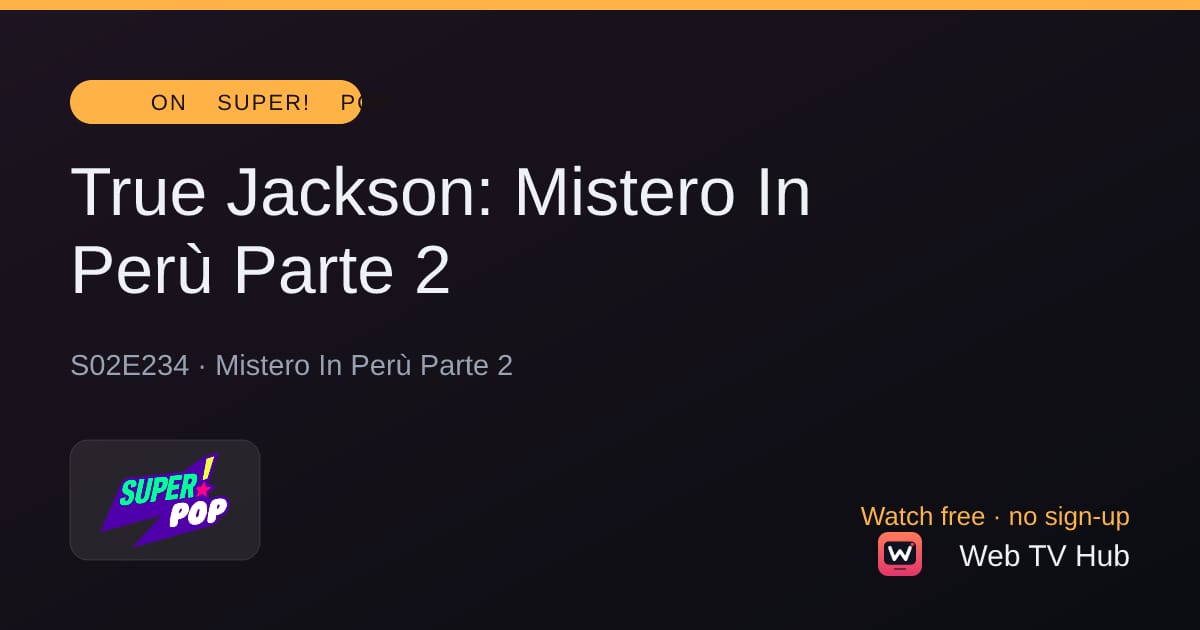 ON SUPER! POP
True Jackson: Mistero In
Perù Parte 2
S02E234 · Mistero In Perù Parte 2
SUPER!
POP
Watch free · no sign-up
W
Web TV Hub